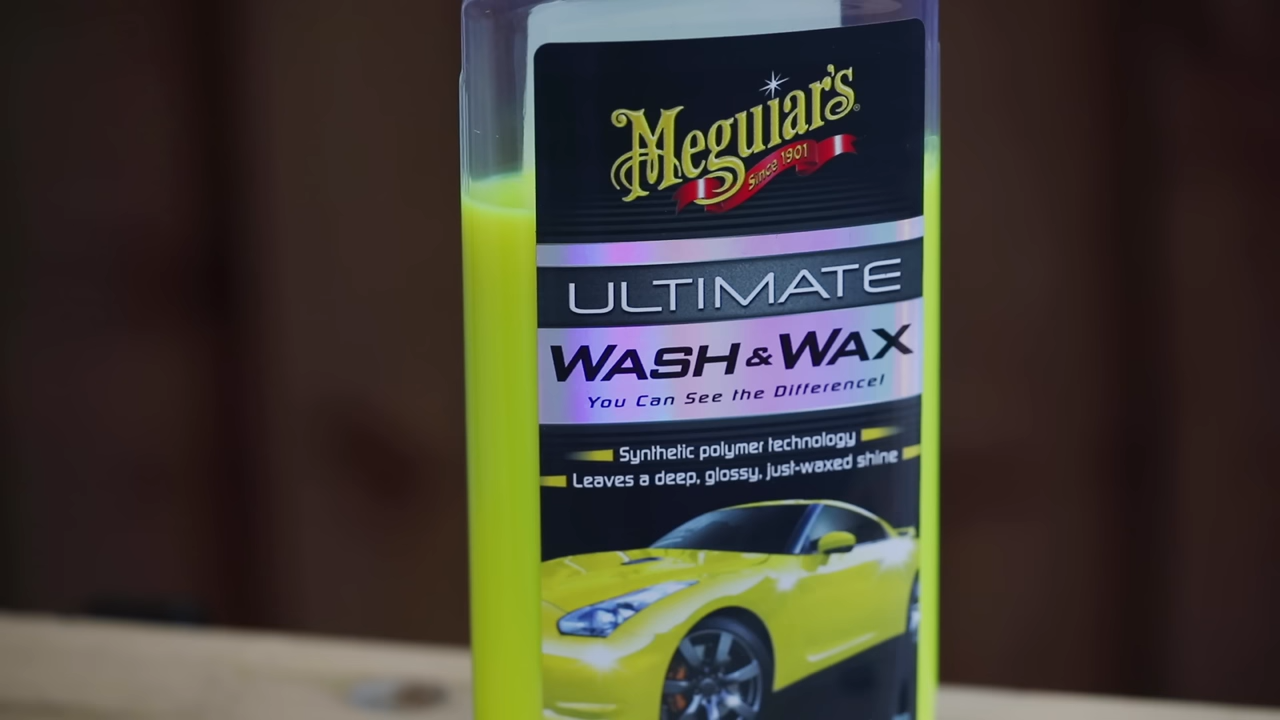 Meguiar's
Since 1901
ULTIMATE
WASH & WAX
You Can See the Difference!
Synthetic polymer technology
Leaves a deep, glossy, just-waxed shine